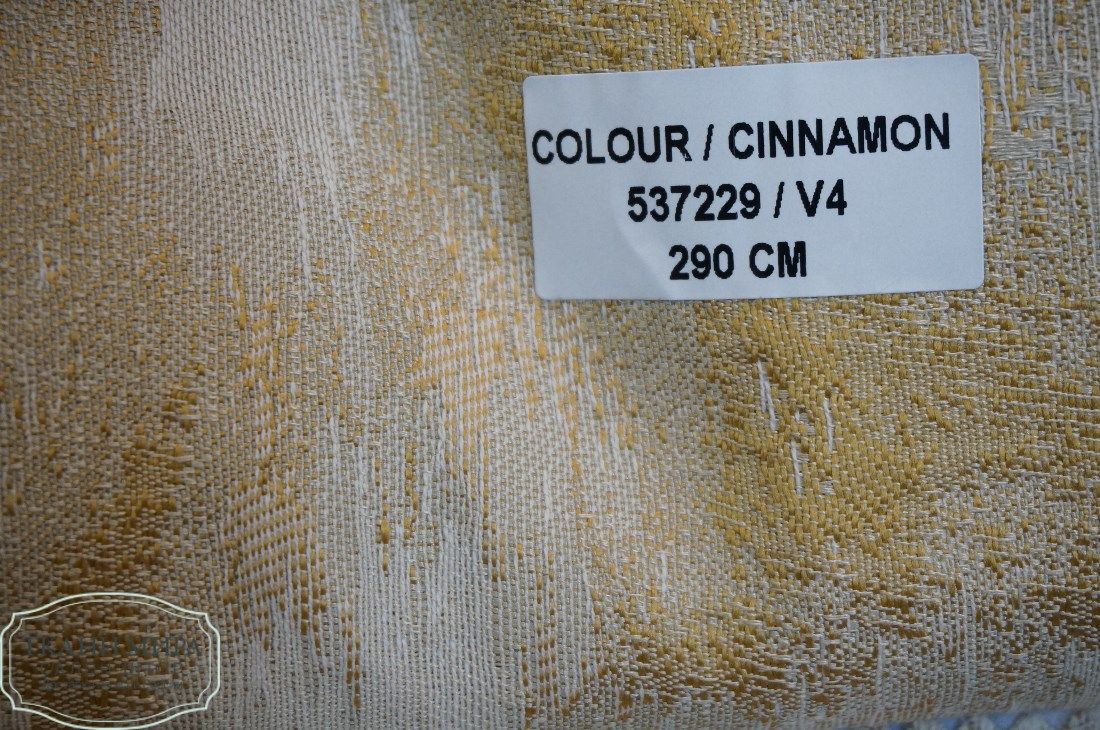 COLOUR / CINNAMON
537229 / V4
290 CM